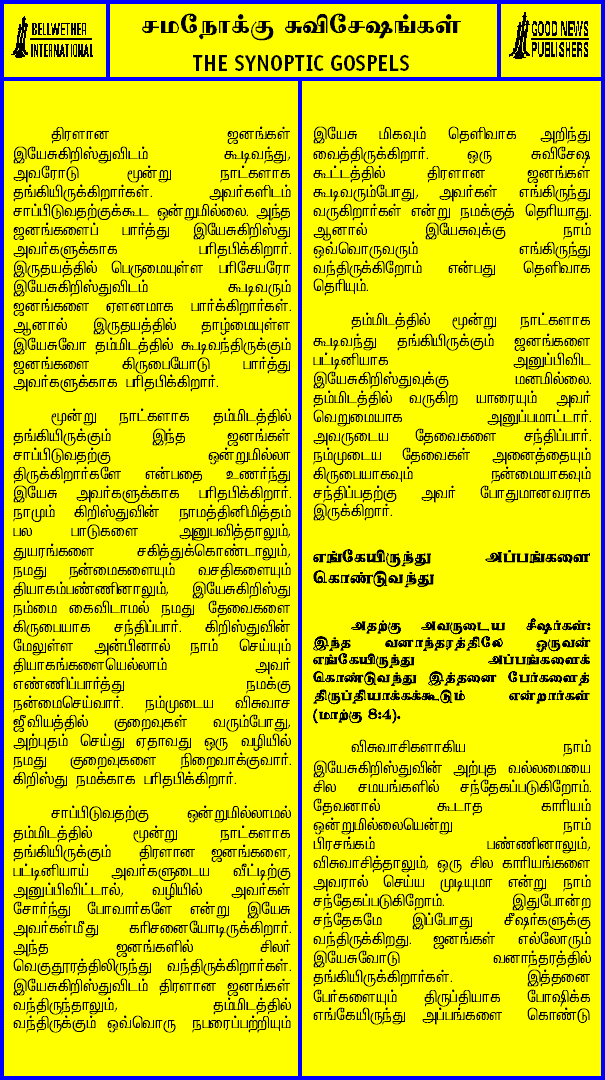 BELLWETHER
INTERNATIONAL
சமநோக்கு சுவிசேஷங்கள்
THE SYNOPTIC GOSPELS
GOOD NEWS
PUBLISHERS
திரளான ஜனங்கள்
இயேசுகிறிஸ்துவிடம் கூடிவந்து,
அவரோடு மூன்று நாட்களாக
தங்கியிருக்கிறார்கள். அவர்களிடம்
சாப்பிடுவதற்குக்கூட ஒன்றுமில்லை. அந்த
ஜனங்களைப் பார்த்து இயேசுகிறிஸ்து
அவர்களுக்காக பரிதபிக்கிறார்.
இருதயத்தில் பெருமையுள்ள பரிசேயரோ
இயேசுகிறிஸ்துவிடம் கூடிவரும்
ஜனங்களை ஏளனமாக பார்க்கிறார்கள்.
ஆனால் இருதயத்தில் தாழ்மையுள்ள
இயேசுவோ தம்மிடத்தில் கூடிவந்திருக்கும்
ஜனங்களை கிருபையோடு பார்த்து
அவர்களுக்காக பரிதபிக்கிறார்.
மூன்று நாட்களாக தம்மிடத்தில்
தங்கியிருக்கும் இந்த ஜனங்கள்
சாப்பிடுவதற்கு ஒன்றுமில்லா
திருக்கிறார்களே என்பதை உணர்ந்து
இயேசு அவர்களுக்காக பரிதபிக்கிறார்.
நாமும் கிறிஸ்துவின் நாமத்தினிமித்தம்
பல பாடுகளை அனுபவித்தாலும்,
துயரங்களை சகித்துக்கொண்டாலும்,
நமது நன்மைகளையும் வசதிகளையும்
தியாகம்பண்ணினாலும், இயேசுகிறிஸ்து
நம்மை கைவிடாமல் நமது தேவைகளை
கிருபையாக சந்திப்பார். கிறிஸ்துவின்
மேலுள்ள அன்பினால் நாம் செய்யும்
தியாகங்களையெல்லாம் அவர்
எண்ணிப்பார்த்து நமக்கு
நன்மைசெய்வார். நம்முடைய விசுவாச
ஜீவியத்தில் குறைவுகள் வரும்போது,
அற்புதம் செய்து ஏதாவது ஒரு வழியில்
நமது குறைவுகளை நிறைவாக்குவார்.
கிறிஸ்து நமக்காக பரிதபிக்கிறார்.
சாப்பிடுவதற்கு ஒன்றுமில்லாமல்
தம்மிடத்தில் மூன்று நாட்களாக
தங்கியிருக்கும் திரளான ஜனங்களை,
பட்டினியாய் அவர்களுடைய வீட்டிற்கு
அனுப்பிவிட்டால், வழியில் அவர்கள்
சோர்ந்து போவார்களே என்று இயேசு
அவர்கள்மீது கரிசனையோடிருக்கிறார்.
அந்த ஜனங்களில் சிலர்
வெகுதூரத்திலிருந்து வந்திருக்கிறார்கள்.
இயேசுகிறிஸ்துவிடம் திரளான ஜனங்கள்
வந்திருந்தாலும், தம்மிடத்தில்
வந்திருக்கும் ஒவ்வொரு நபரைப்பற்றியும்
இயேசு மிகவும் தெளிவாக அறிந்து
வைத்திருக்கிறார். ஒரு சுவிசேஷ
கூட்டத்தில் திரளான ஜனங்கள்
கூடிவரும்போது, அவர்கள் எங்கிருந்து
வருகிறார்கள் என்று நமக்குத் தெரியாது.
ஆனால் இயேசுவுக்கு நாம்
ஒவ்வொருவரும் எங்கிருந்து
வந்திருக்கிறோம் என்பது தெளிவாக
தெரியும்.
தம்மிடத்தில் மூன்று நாட்களாக
கூடிவந்து தங்கியிருக்கும் ஜனங்களை
பட்டினியாக அனுப்பிவிட
இயேசுகிறிஸ்துவுக்கு மனமில்லை.
தம்மிடத்தில் வருகிற யாரையும் அவர்
வெறுமையாக அனுப்பமாட்டார்.
அவருடைய தேவைகளை சந்திப்பார்.
நம்முடைய தேவைகள் அனைத்தையும்
கிருபையாகவும் நன்மையாகவும்
சந்திப்பதற்கு அவர் போதுமானவராக
இருக்கிறார்.
எங்கேயிருந்து அப்பங்களை
கொண்டுவந்து
அதற்கு அவருடைய சீஷர்கள்:
இந்த வனாந்தரத்திலே ஒருவன்
எங்கேயிருந்து அப்பங்களைக்
கொண்டுவந்து இத்தனை பேர்களைத்
திருப்தியாக்கக்கூடும் என்றார்கள்
(மாற்கு 8:4).
விசுவாசிகளாகிய நாம்
இயேசுகிறிஸ்துவின் அற்புத வல்லமையை
சில சமயங்களில் சந்தேகப்படுகிறோம்.
தேவனால் கூடாத காரியம்
ஒன்றுமில்லையென்று நாம்
பிரசங்கம் பண்ணினாலும்,
விசுவாசித்தாலும், ஒரு சில காரியங்களை
அவரால் செய்ய முடியுமா என்று நாம்
சந்தேகப்படுகிறோம். இதுபோன்ற
சந்தேகமே இப்போது சீஷர்களுக்கு
வந்திருக்கிறது. ஜனங்கள் எல்லோரும்
இயேசுவோடு வனாந்தரத்தில்
தங்கியிருக்கிறார்கள். இத்தனை
பேர்களையும் திருப்தியாக போஷிக்க
எங்கேயிருந்து அப்பங்களை கொண்டு